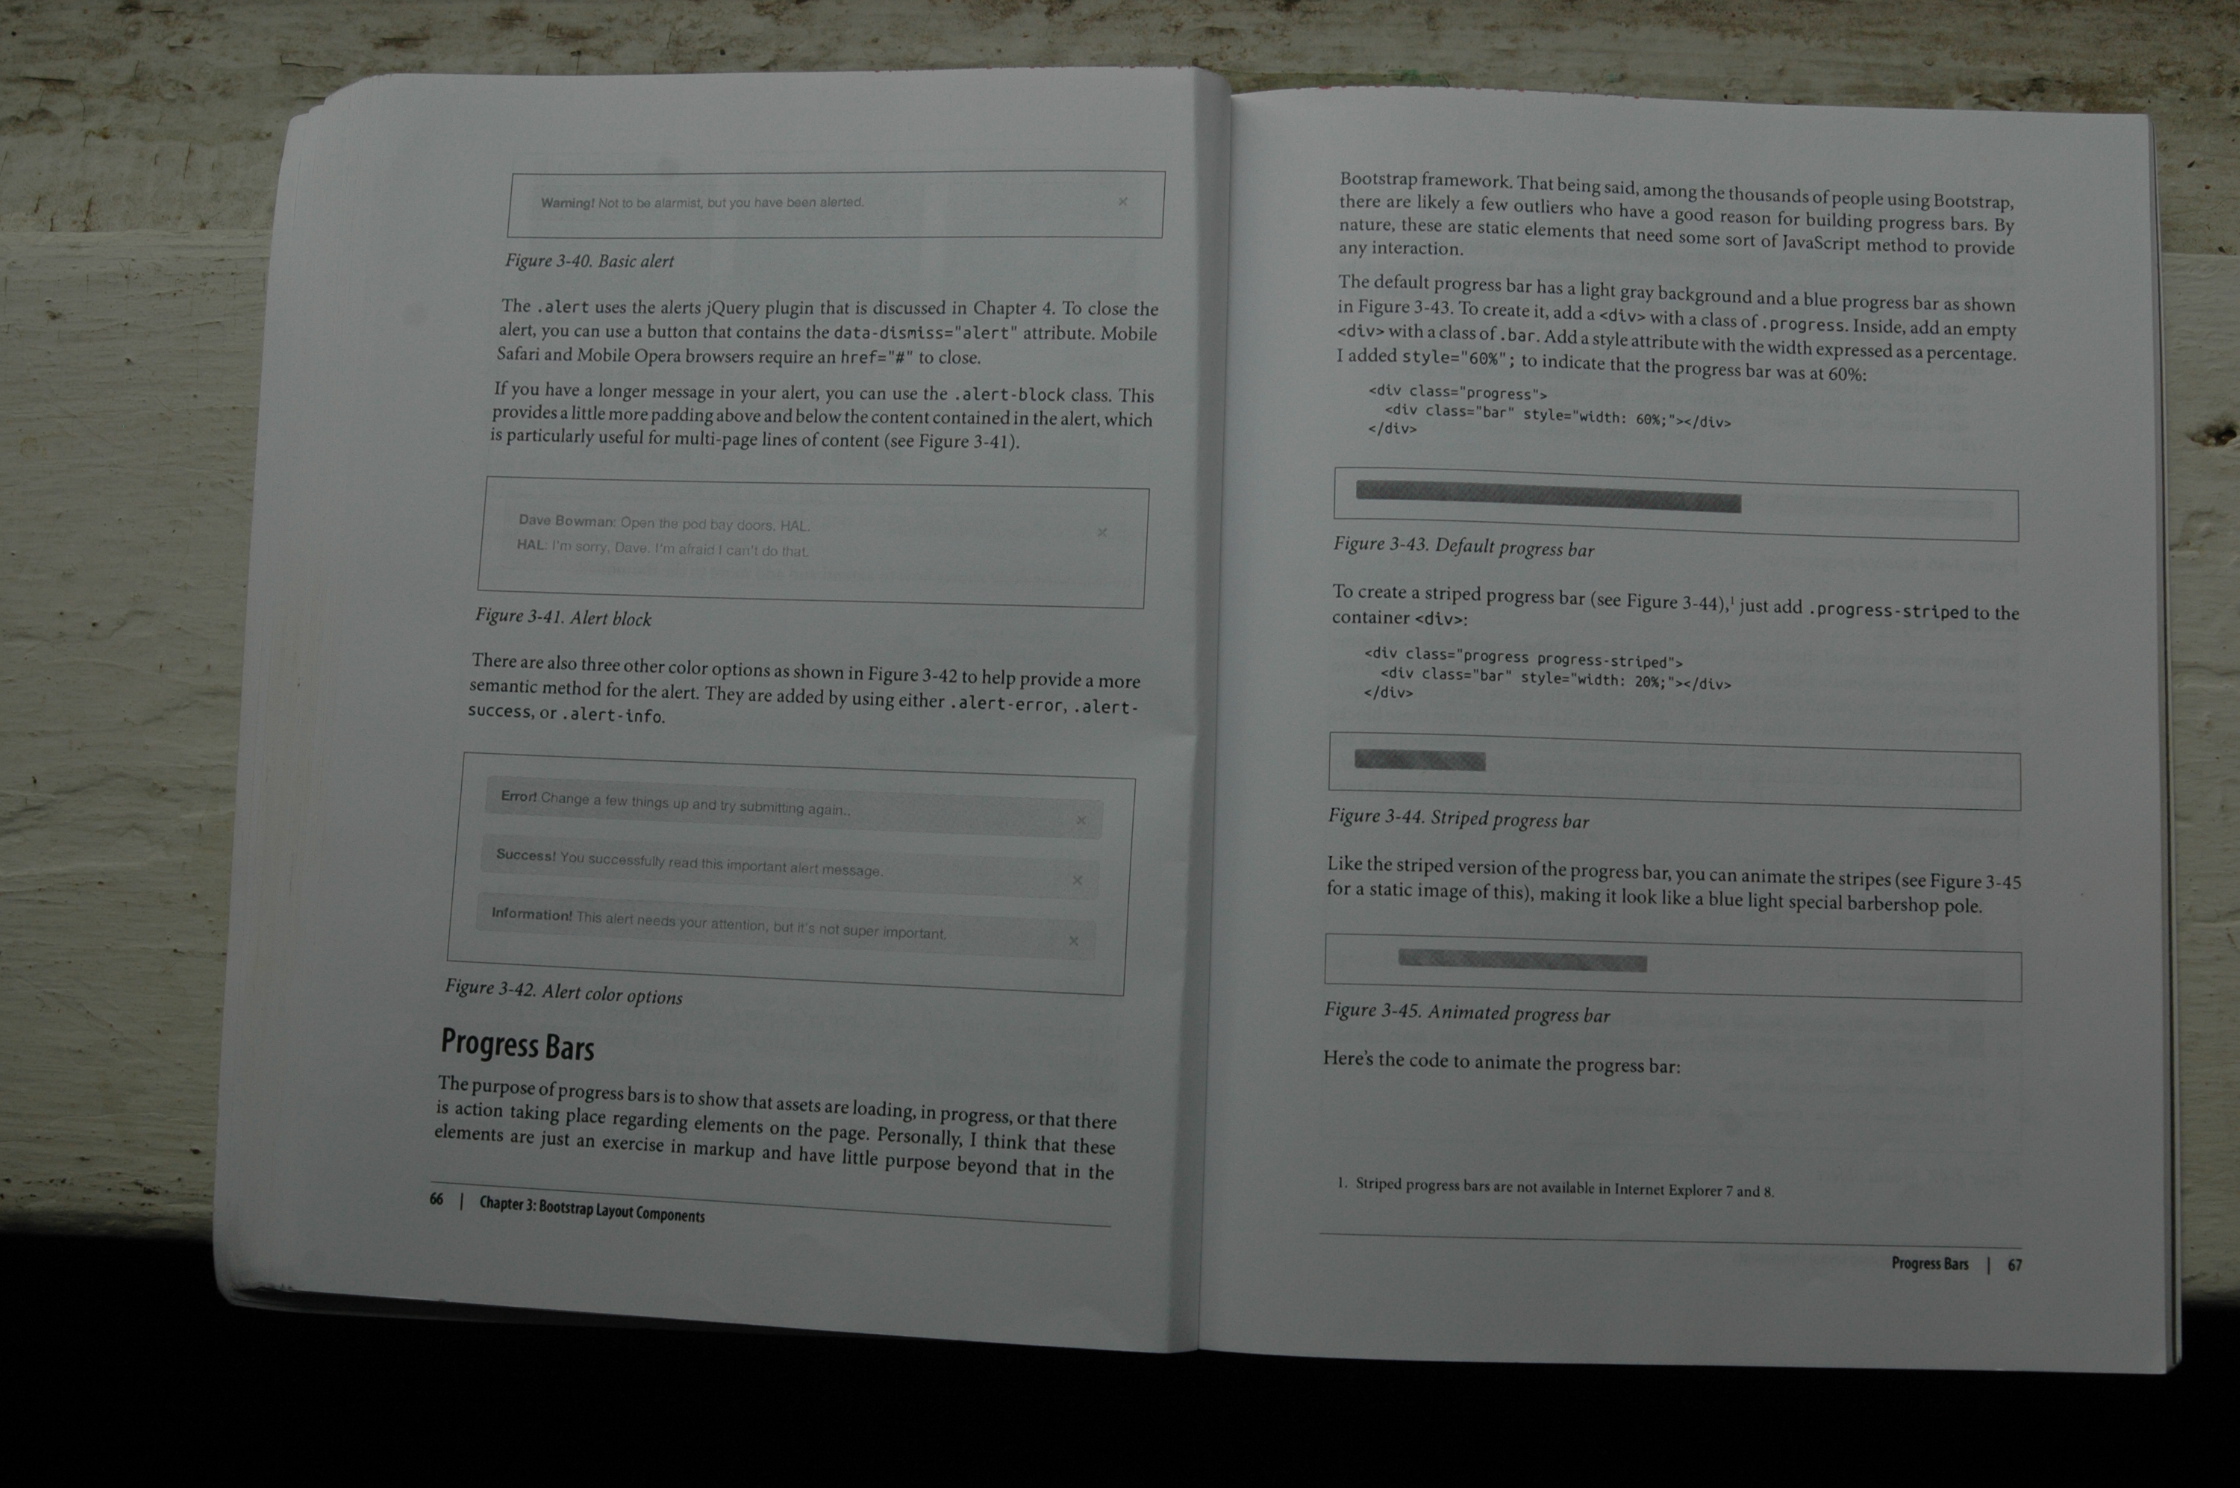 Warning! Not to be alarmist, but you have been alerted. ×
Figure 3-40. Basic alert
The .alert uses the alerts jQuery plugin that is discussed in Chapter 4. To close the
alert, you can use a button that contains the data-dismiss="alert" attribute. Mobile
Safari and Mobile Opera browsers require an href="#" to close.
If you have a longer message in your alert, you can use the .alert-block class. This
provides a little more padding above and below the content contained in the alert, which
is particularly useful for multi-page lines of content (see Figure 3-41).
Dave Bowman: Open the pod bay doors, HAL. ×
HAL: I'm sorry, Dave. I'm afraid I can't do that.
Figure 3-41. Alert block
There are also three other color options as shown in Figure 3-42 to help provide a more
semantic method for the alert. They are added by using either .alert-error, .alert-
success, or .alert-info.
Error! Change a few things up and try submitting again.. ×
Success! You successfully read this important alert message. ×
Information! This alert needs your attention, but it's not super important. ×
Figure 3-42. Alert color options
Progress Bars
The purpose of progress bars is to show that assets are loading, in progress, or that there
is action taking place regarding elements on the page. Personally, I think that these
elements are just an exercise in markup and have little purpose beyond that in the
66 | Chapter 3: Bootstrap Layout Components
Bootstrap framework. That being said, among the thousands of people using Bootstrap,
there are likely a few outliers who have a good reason for building progress bars. By
nature, these are static elements that need some sort of JavaScript method to provide
any interaction.
The default progress bar has a light gray background and a blue progress bar as shown
in Figure 3-43. To create it, add a <div> with a class of .progress. Inside, add an empty
<div> with a class of .bar. Add a style attribute with the width expressed as a percentage.
I added style="60%"; to indicate that the progress bar was at 60%:
<div class="progress">
<div class="bar" style="width: 60%;"></div>
</div>
Figure 3-43. Default progress bar
To create a striped progress bar (see Figure 3-44),¹ just add .progress-striped to the
container <div>:
<div class="progress progress-striped">
<div class="bar" style="width: 20%;"></div>
</div>
Figure 3-44. Striped progress bar
Like the striped version of the progress bar, you can animate the stripes (see Figure 3-45
for a static image of this), making it look like a blue light special barbershop pole.
Figure 3-45. Animated progress bar
Here's the code to animate the progress bar:
1. Striped progress bars are not available in Internet Explorer 7 and 8.
Progress Bars | 67